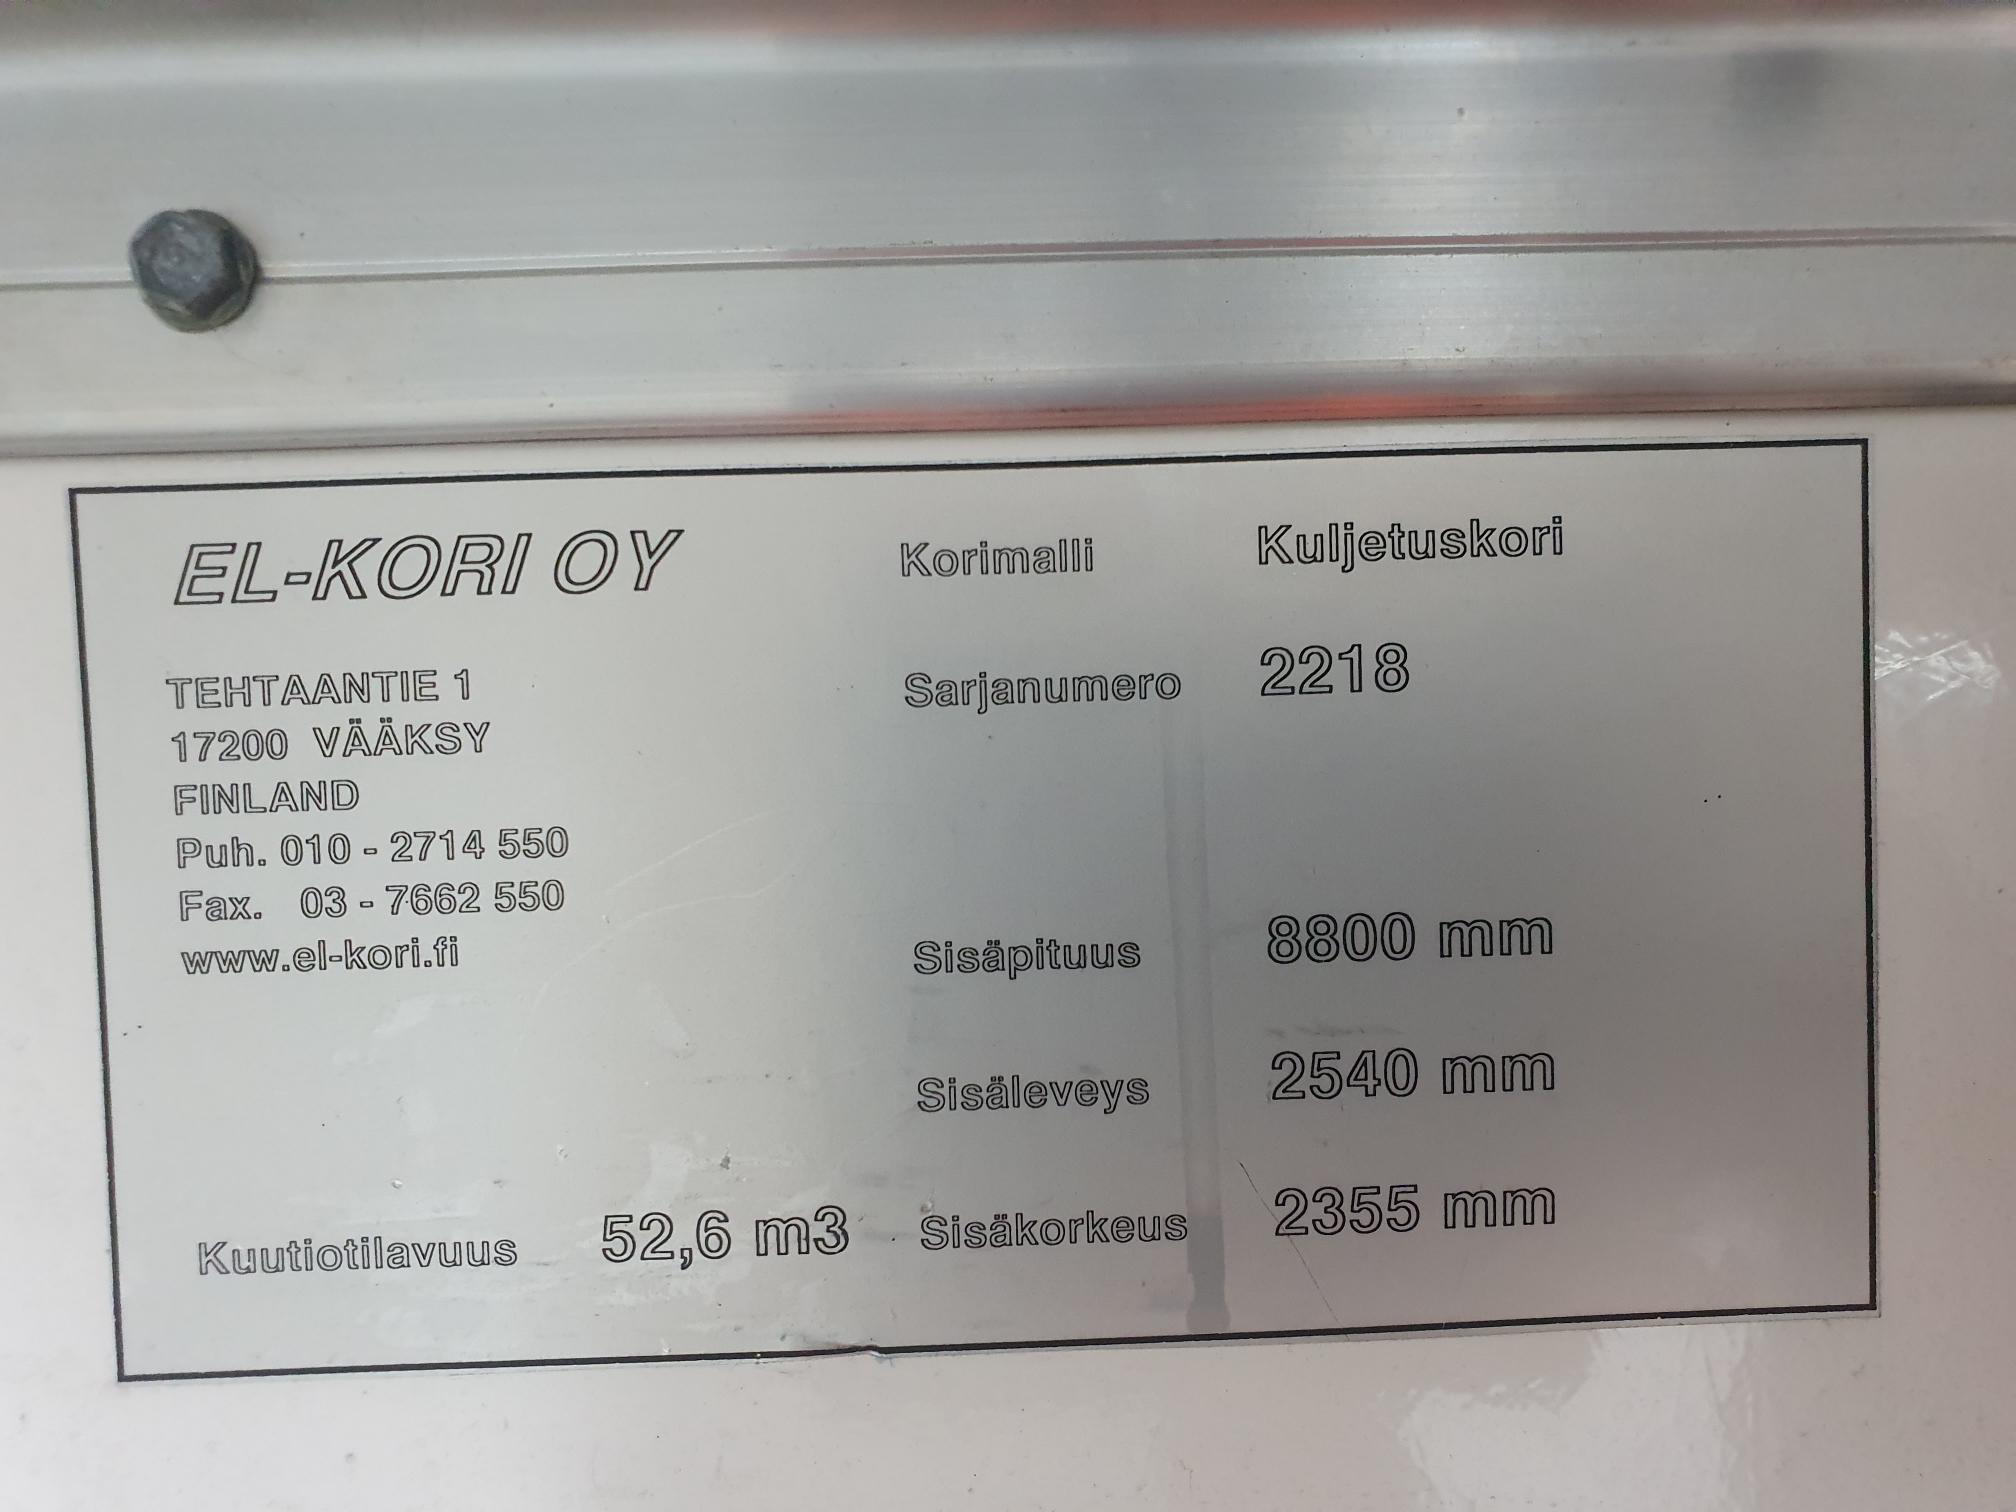 EL-KORI OY
TEHTAANTIE 1
17200 VÄÄKSY
FINLAND
Puh. 010 - 2714 550
Fax. 03 - 7662 550
www.el-kori.fi
Kuutiotilavuus 52,6 m3
Korimalli Kuljetuskori
Sarjanumero 2218
Sisäpituus 8800 mm
Sisäleveys 2540 mm
Sisäkorkeus 2355 mm